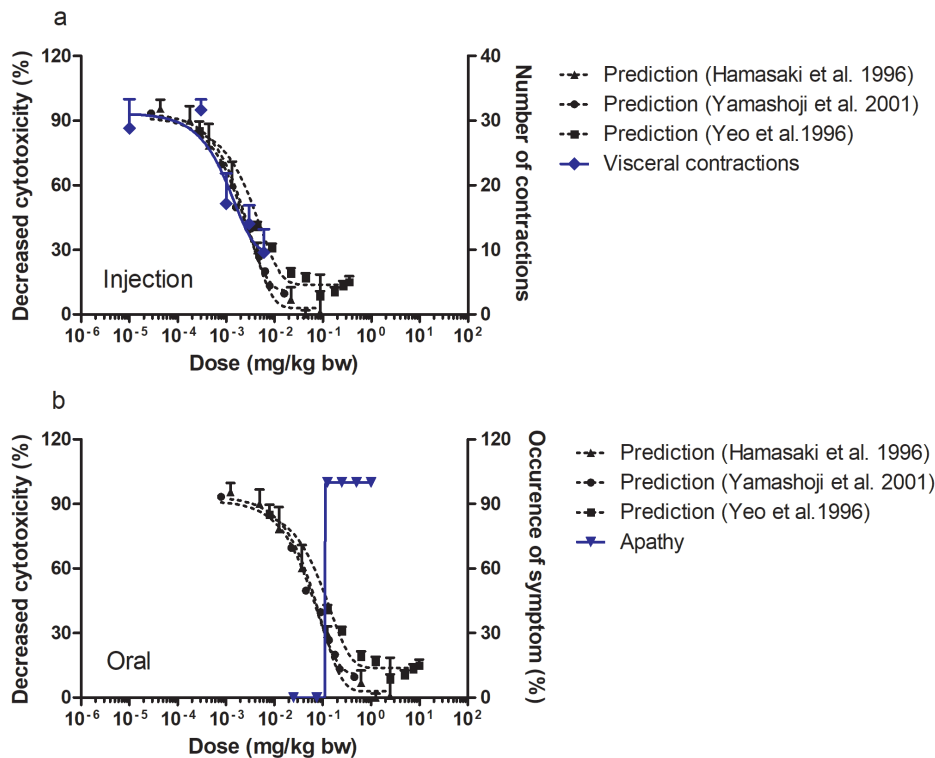 a
Decreased cytotoxicity (%)
120
90
60
30
0
40
30
20
10
0
Number of contractions
Injection
10-6
10-5
10-4
10-3
10-2
10-1
100
101
102
Dose (mg/kg bw)
Prediction (Hamasaki et al. 1996)
Prediction (Yamashoji et al. 2001)
Prediction (Yeo et al.1996)
Visceral contractions
b
Decreased cytotoxicity (%)
120
90
60
30
0
120
90
60
30
0
Occurence of symptom (%)
Oral
10-6
10-5
10-4
10-3
10-2
10-1
100
101
102
Dose (mg/kg bw)
Prediction (Hamasaki et al. 1996)
Prediction (Yamashoji et al. 2001)
Prediction (Yeo et al.1996)
Apathy